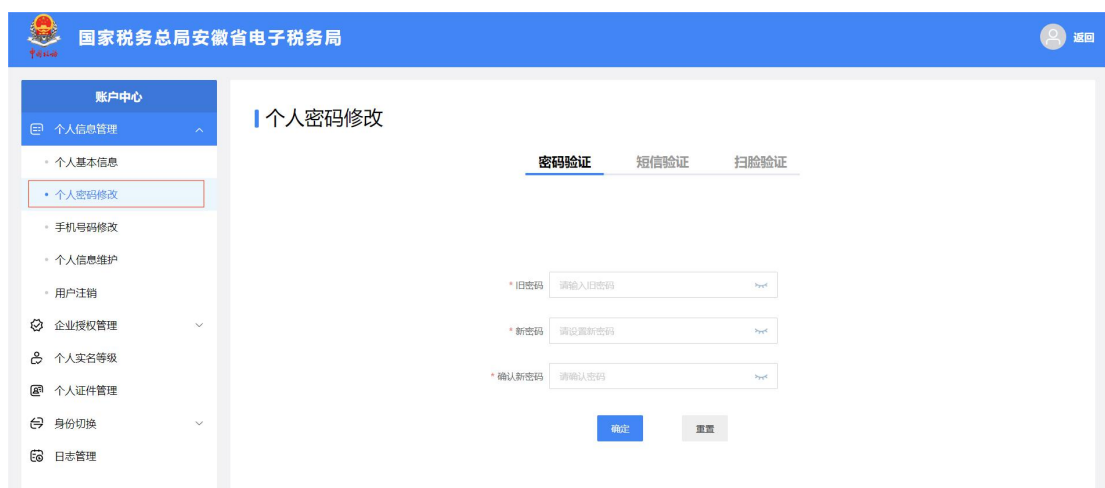 国家税务总局安徽省电子税务局
返回
中国税务
账户中心
个人信息管理
个人基本信息
个人密码修改
手机号码修改
个人信息维护
用户注销
企业授权管理
个人实名等级
个人证件管理
身份切换
日志管理
个人密码修改
密码验证 短信验证 扫脸验证
* 旧密码 请输入旧密码
* 新密码 请设置新密码
* 确认新密码 请确认密码
确定 重置